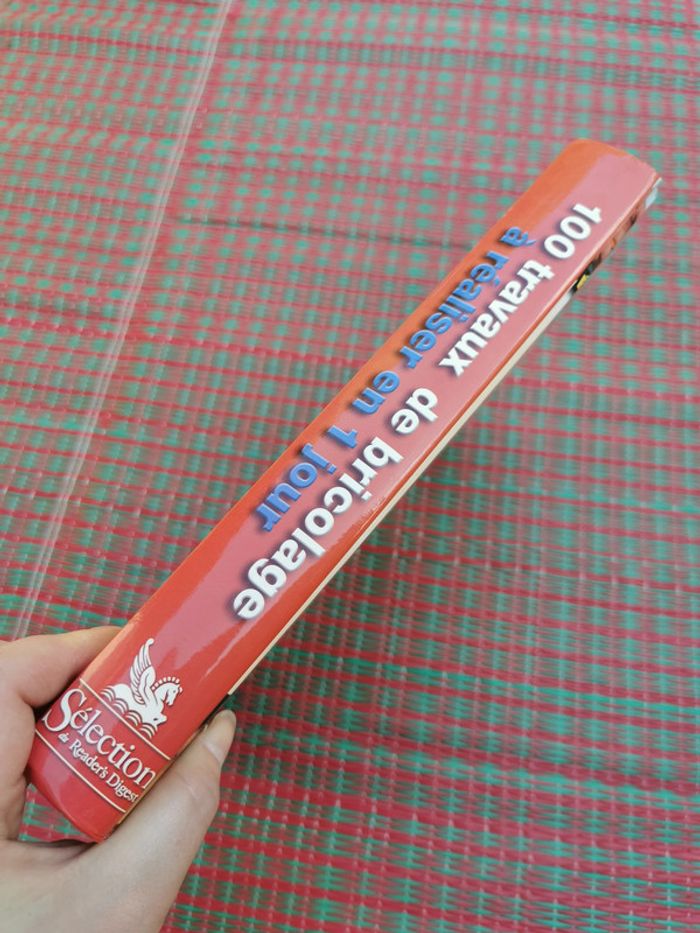 100 travaux de bricolage
à réaliser en 1 jour
Sélection
du Reader's Digest